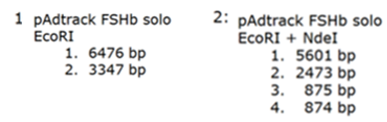 1 pAdtrack FSHb solo
EcoRI
1. 6476 bp
2. 3347 bp
2: pAdtrack FSHb solo
EcoRI + NdeI
1. 5601 bp
2. 2473 bp
3. 875 bp
4. 874 bp